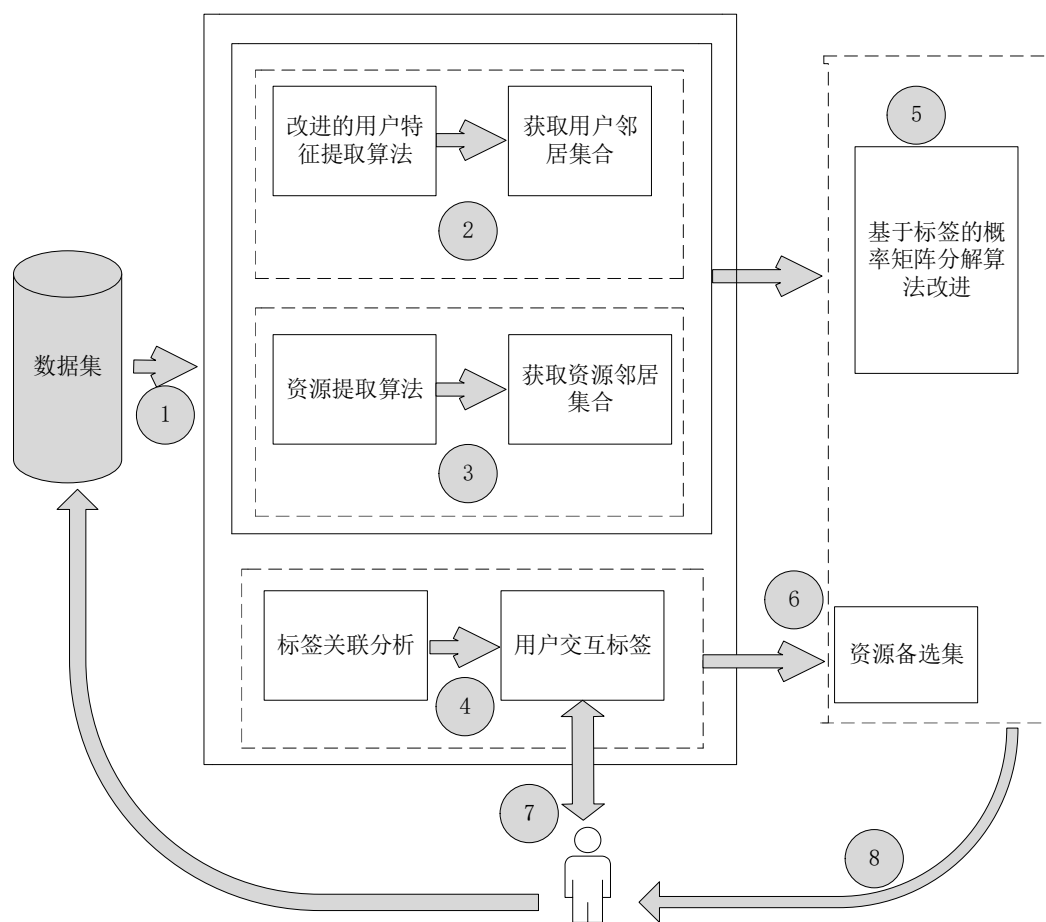 改进的用户特
征提取算法
获取用户邻
居集合
2
5
基于标签的概
率矩阵分解算
法改进
数据集
1
资源提取算法
获取资源邻居
集合
3
标签关联分析
用户交互标签
4
6
资源备选集
7
8